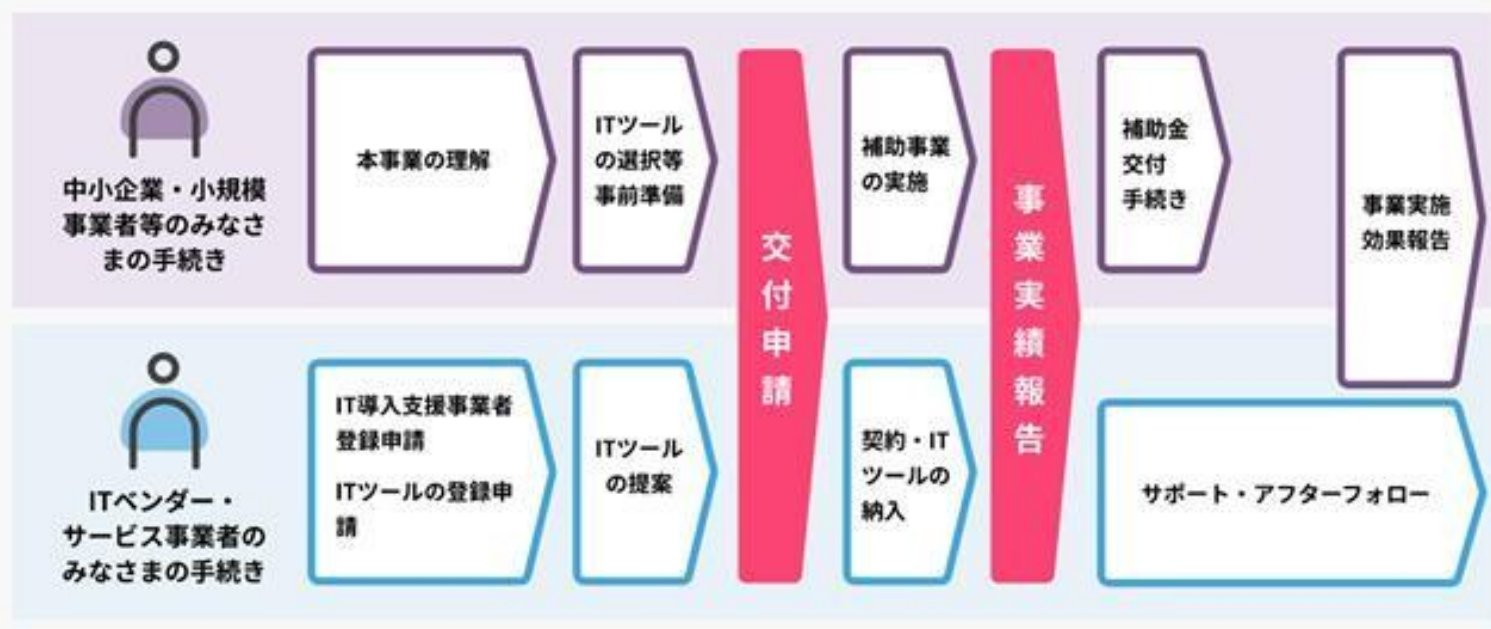 中小企業・小規模
事業者等のみなさ
まの手続き
本事業の理解
ITツール
の選択等
事前準備
交付申請
補助事業
の実施
事業実績報告
補助金
交付
手続き
事業実施
効果報告
ITベンダー・
サービス事業者の
みなさまの手続き
IT導入支援事業者
登録申請
ITツールの登録申
請
ITツール
の提案
契約・IT
ツールの
納入
サポート・アフターフォロー